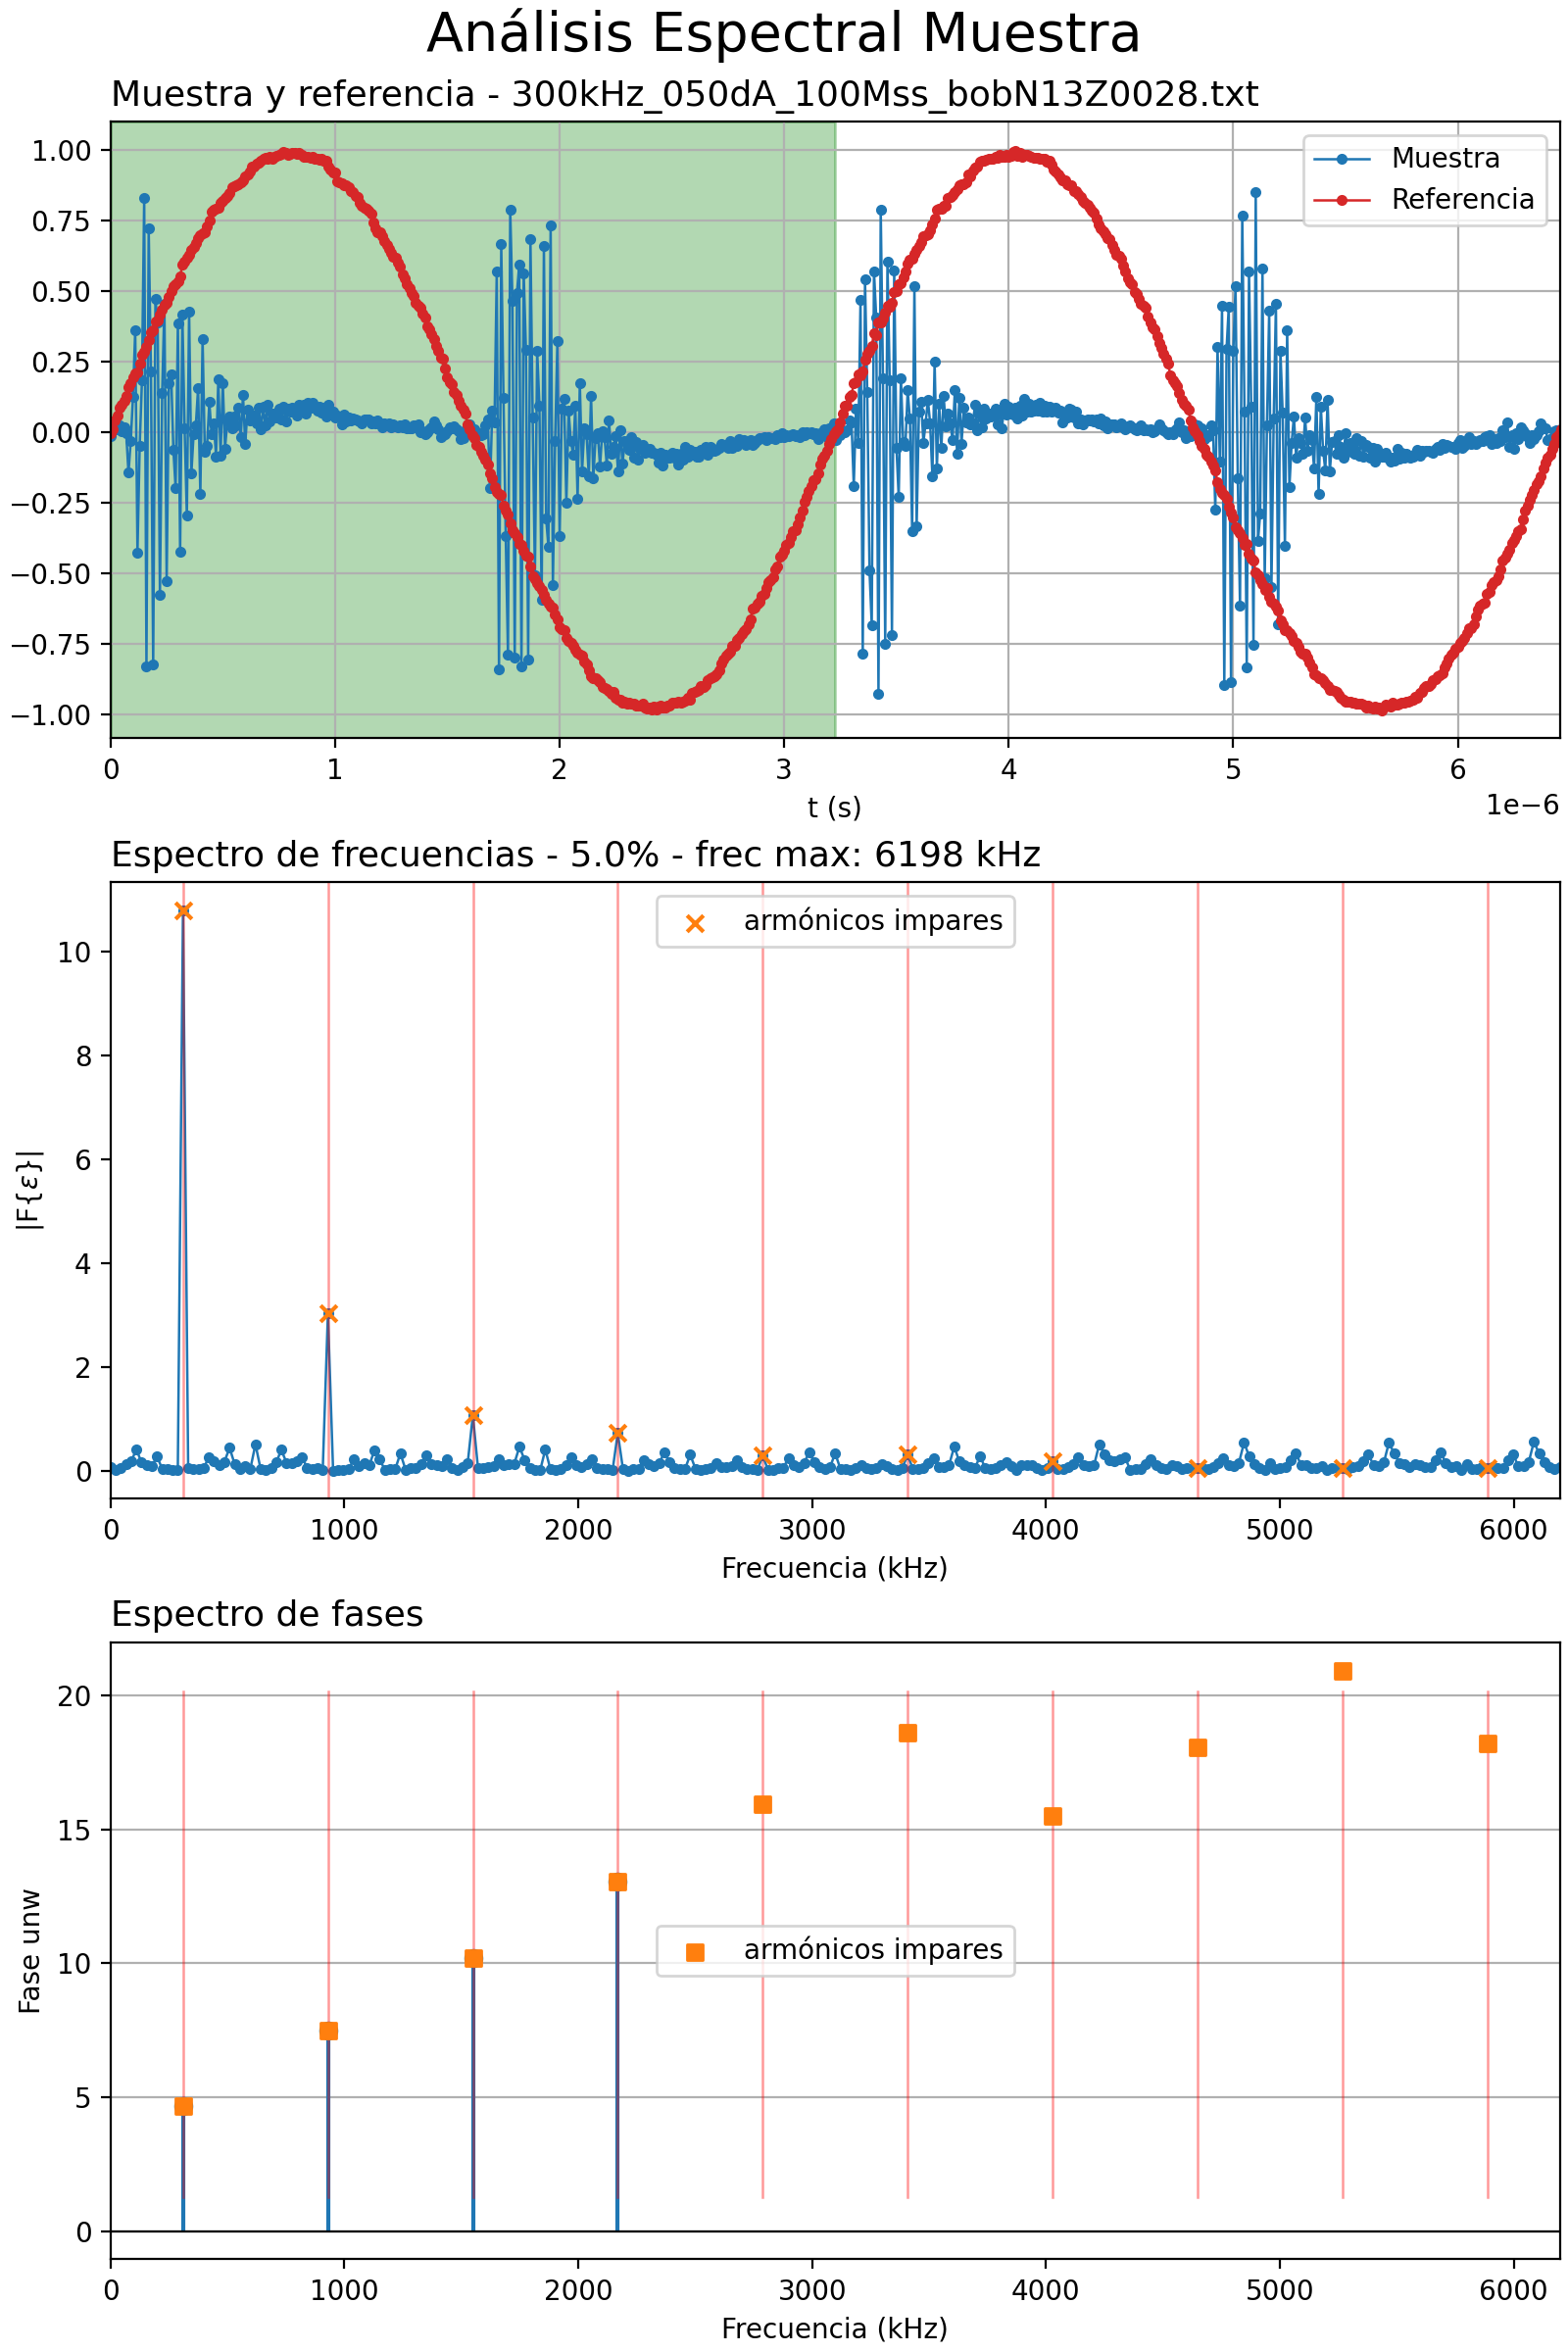 Análisis Espectral Muestra
Muestra y referencia - 300kHz_050dA_100Mss_bobN13Z0028.txt
1.00
0.75
0.50
0.25
0.00
−0.25
−0.50
−0.75
−1.00
Muestra
Referencia
0 1 2 3 4 5 6
t (s)
1e−6
Espectro de frecuencias - 5.0% - frec max: 6198 kHz
|F{ε}|
10
8
6
4
2
0
armónicos impares
0 1000 2000 3000 4000 5000 6000
Frecuencia (kHz)
Espectro de fases
Fase unw
20
15
10
5
0
armónicos impares
0 1000 2000 3000 4000 5000 6000
Frecuencia (kHz)